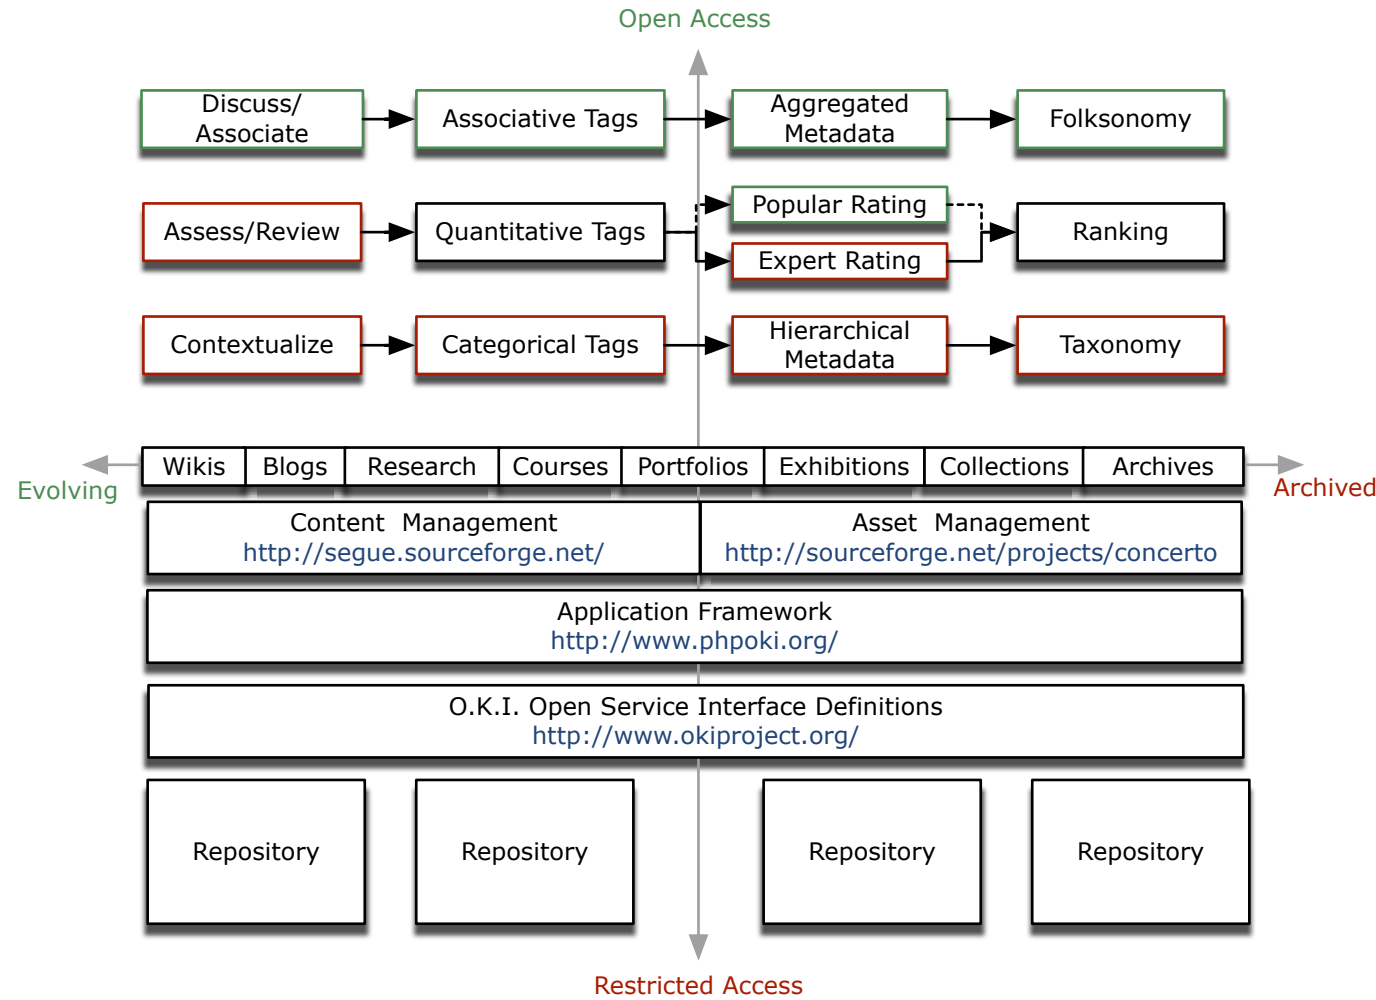 Open Access
Discuss/
Associate
Associative Tags
Aggregated
Metadata
Folksonomy
Assess/Review
Quantitative Tags
Popular Rating
Expert Rating
Ranking
Contextualize
Categorical Tags
Hierarchical
Metadata
Taxonomy
Evolving
Wikis
Blogs
Research
Courses
Portfolios
Exhibitions
Collections
Archives
Archived
Content Management
http://segue.sourceforge.net/
Asset Management
http://sourceforge.net/projects/concerto
Application Framework
http://www.phpoki.org/
O.K.I. Open Service Interface Definitions
http://www.okiproject.org/
Repository
Repository
Repository
Repository
Restricted Access